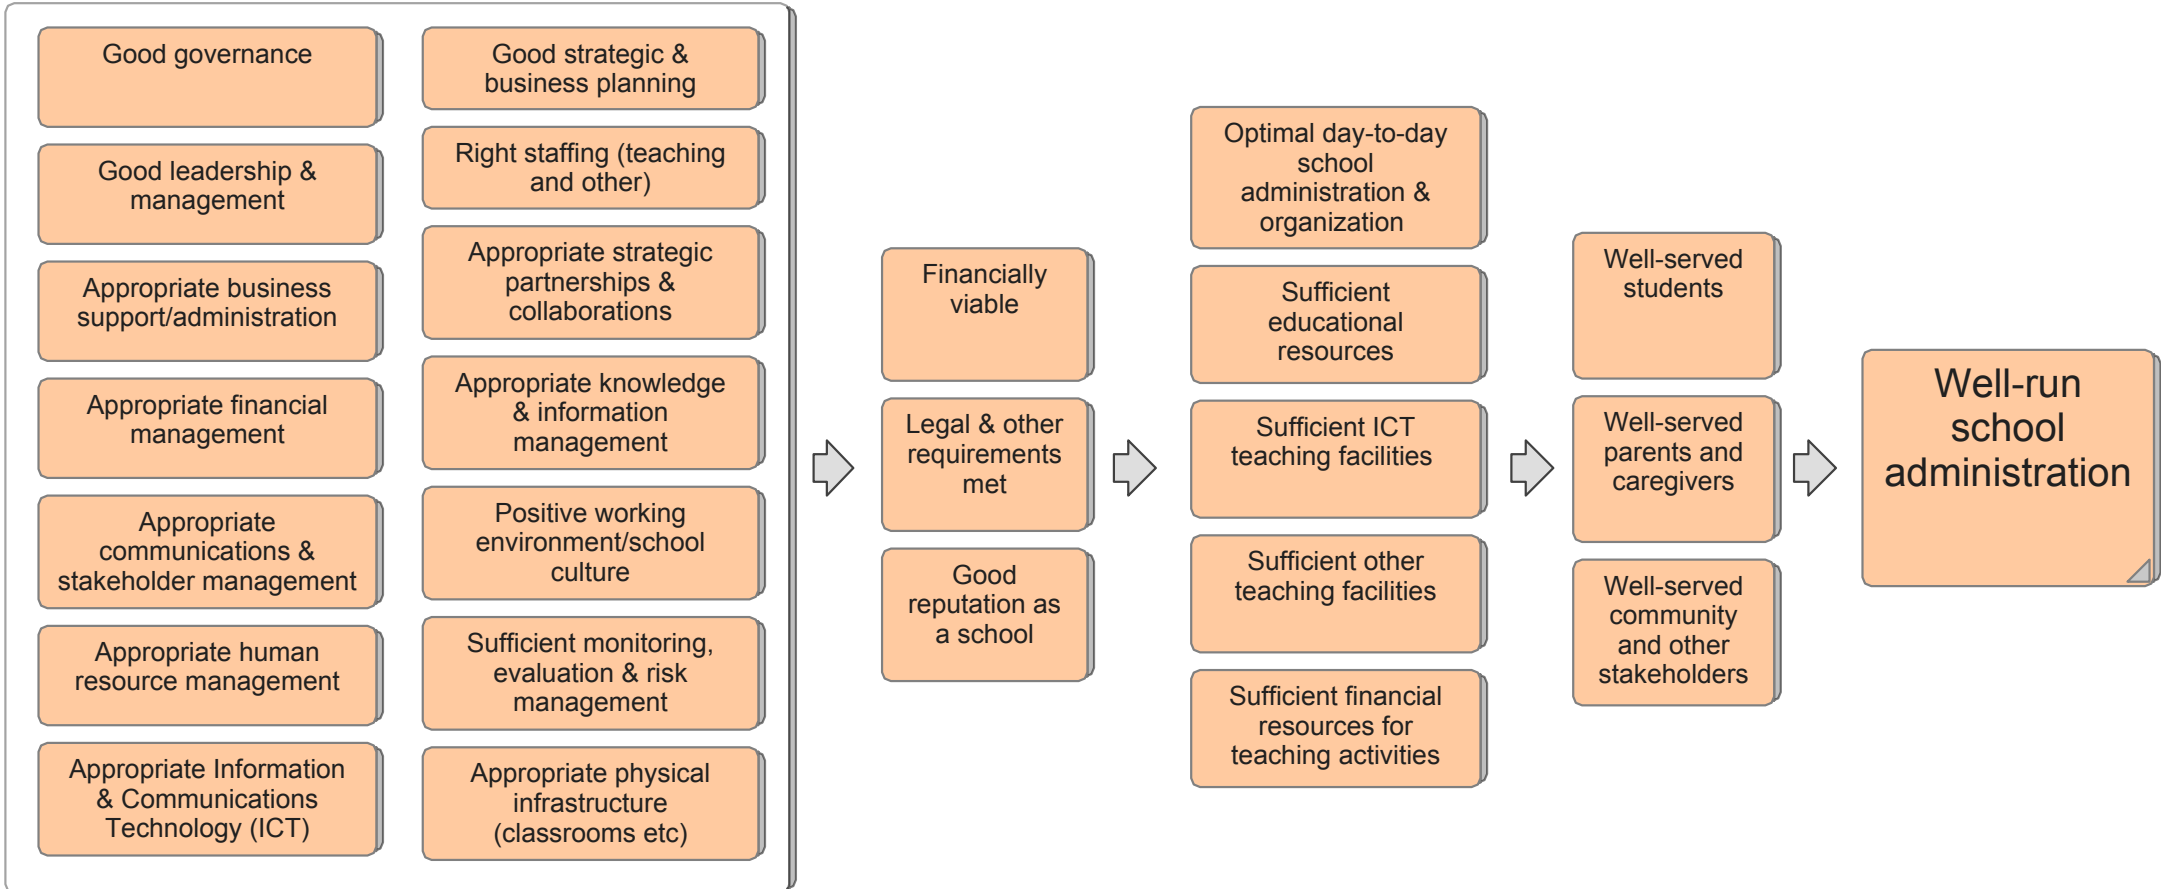 Good governance
Good leadership &
management
Appropriate business
support/administration
Appropriate financial
management
Appropriate
communications &
stakeholder management
Appropriate human
resource management
Appropriate Information
& Communications
Technology (ICT)
Good strategic &
business planning
Right staffing (teaching
and other)
Appropriate strategic
partnerships &
collaborations
Appropriate knowledge
& information
management
Positive working
environment/school
culture
Sufficient monitoring,
evaluation & risk
management
Appropriate physical
infrastructure
(classrooms etc)
Financially
viable
Legal & other
requirements
met
Good
reputation as
a school
Optimal day-to-day
school
administration &
organization
Sufficient
educational
resources
Sufficient ICT
teaching facilities
Sufficient other
teaching facilities
Sufficient financial
resources for
teaching activities
Well-served
students
Well-served
parents and
caregivers
Well-served
community
and other
stakeholders
Well-run
school
administration